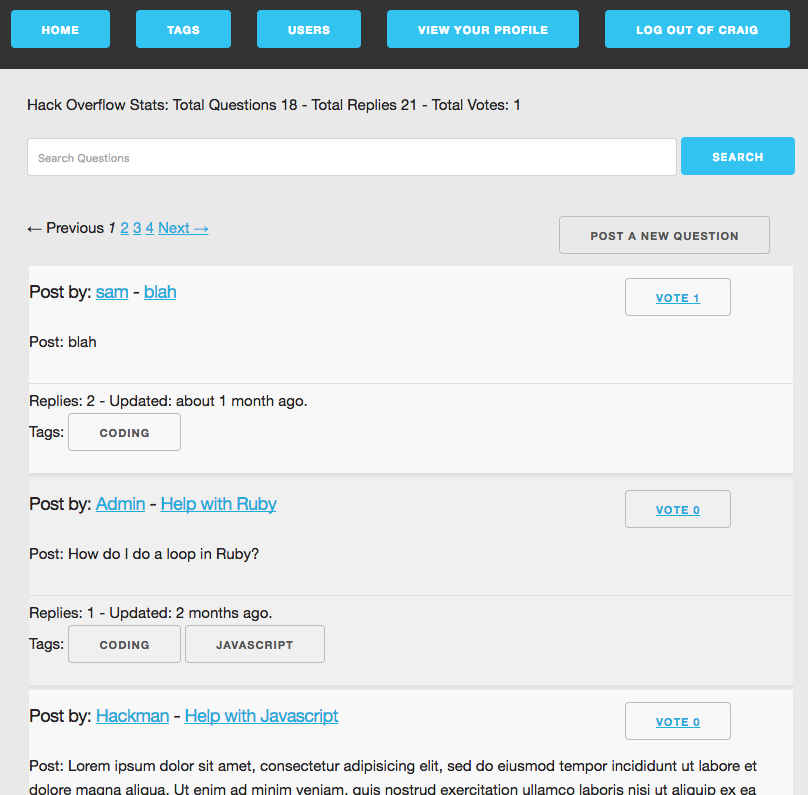 HOME TAGS USERS VIEW YOUR PROFILE LOG OUT OF CRAIG
Hack Overflow Stats: Total Questions 18 - Total Replies 21 - Total Votes: 1
Search Questions SEARCH
← Previous 1 2 3 4 Next → POST A NEW QUESTION
Post by: sam - blah VOTE 1
Post: blah
Replies: 2 - Updated: about 1 month ago.
Tags: CODING
Post by: Admin - Help with Ruby VOTE 0
Post: How do I do a loop in Ruby?
Replies: 1 - Updated: 2 months ago.
Tags: CODING JAVASCRIPT
Post by: Hackman - Help with Javascript VOTE 0
Post: Lorem ipsum dolor sit amet, consectetur adipisicing elit, sed do eiusmod tempor incididunt ut labore et
dolore magna aliqua. Ut enim ad minim veniam, quis nostrud exercitation ullamco laboris nisi ut aliquip ex ea